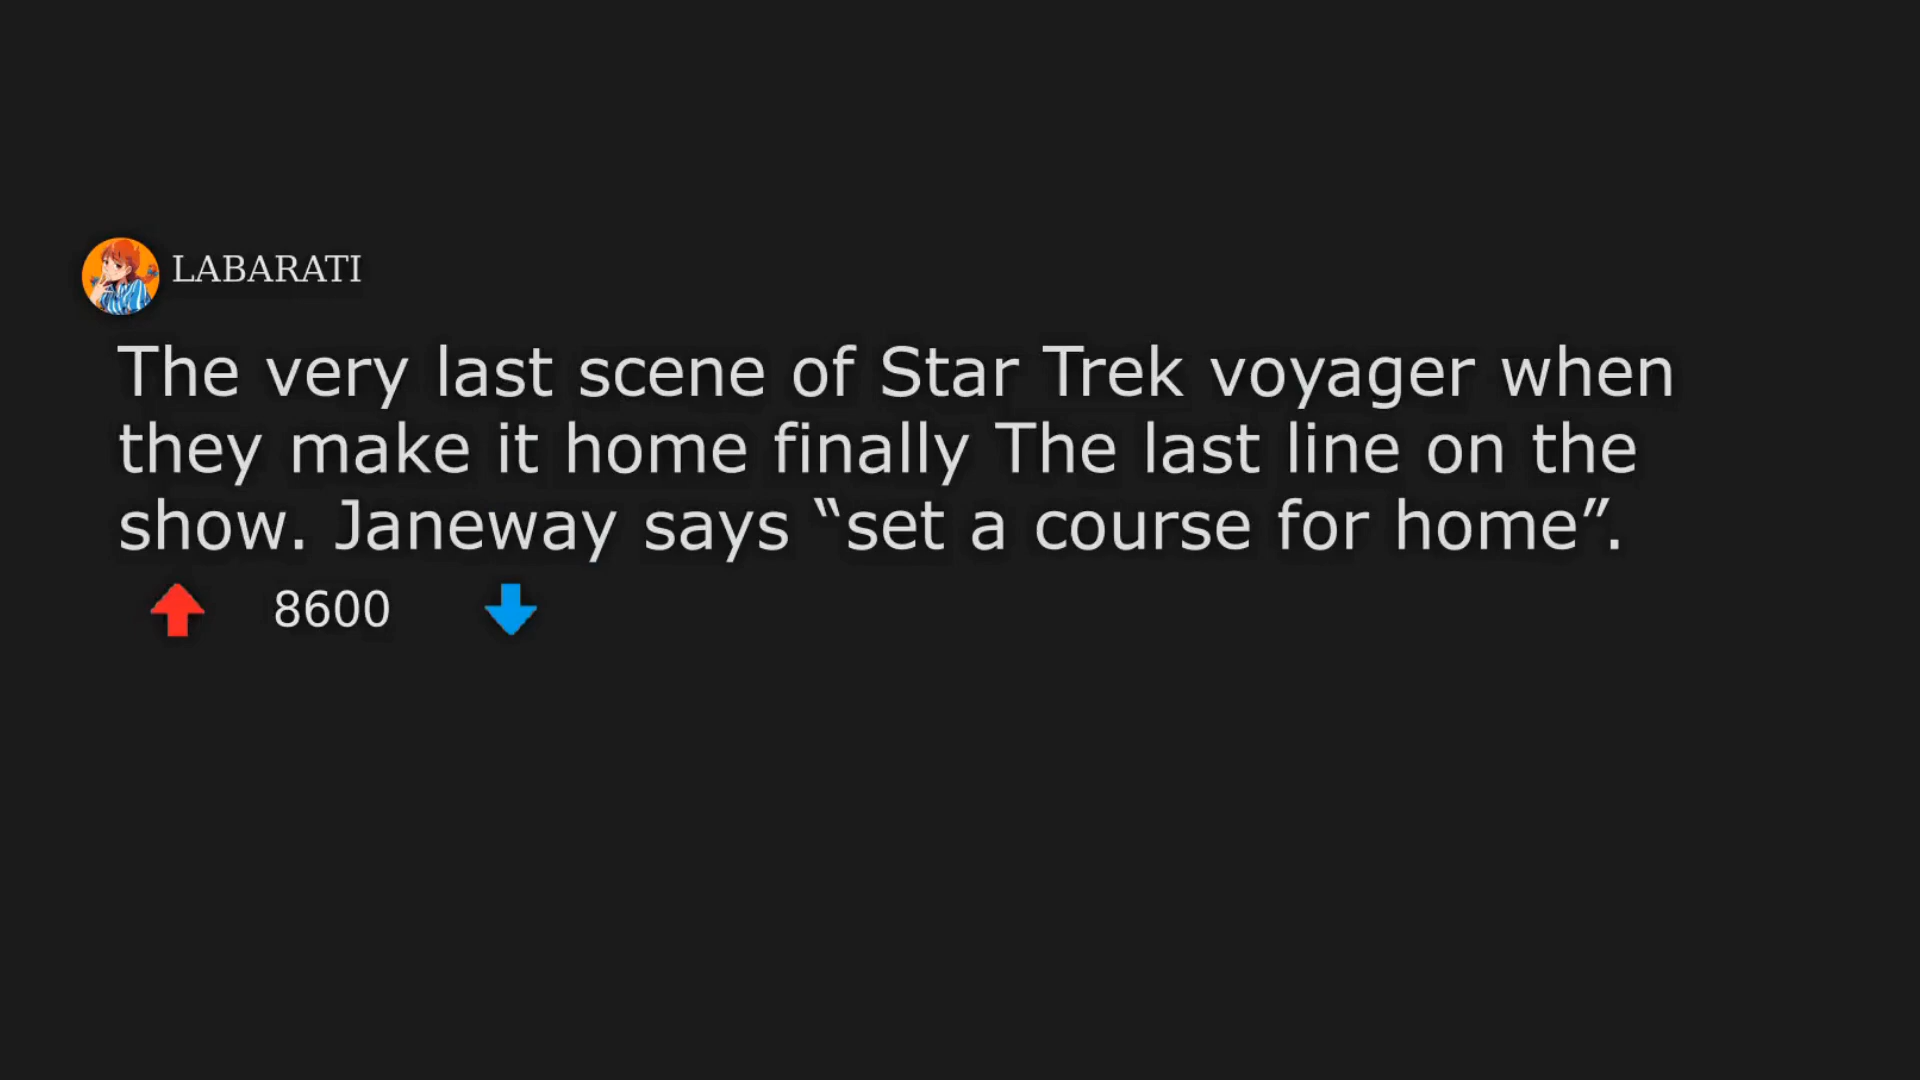 LABARATI
The very last scene of Star Trek voyager when
they make it home finally The last line on the
show. Janeway says “set a course for home”.
8600